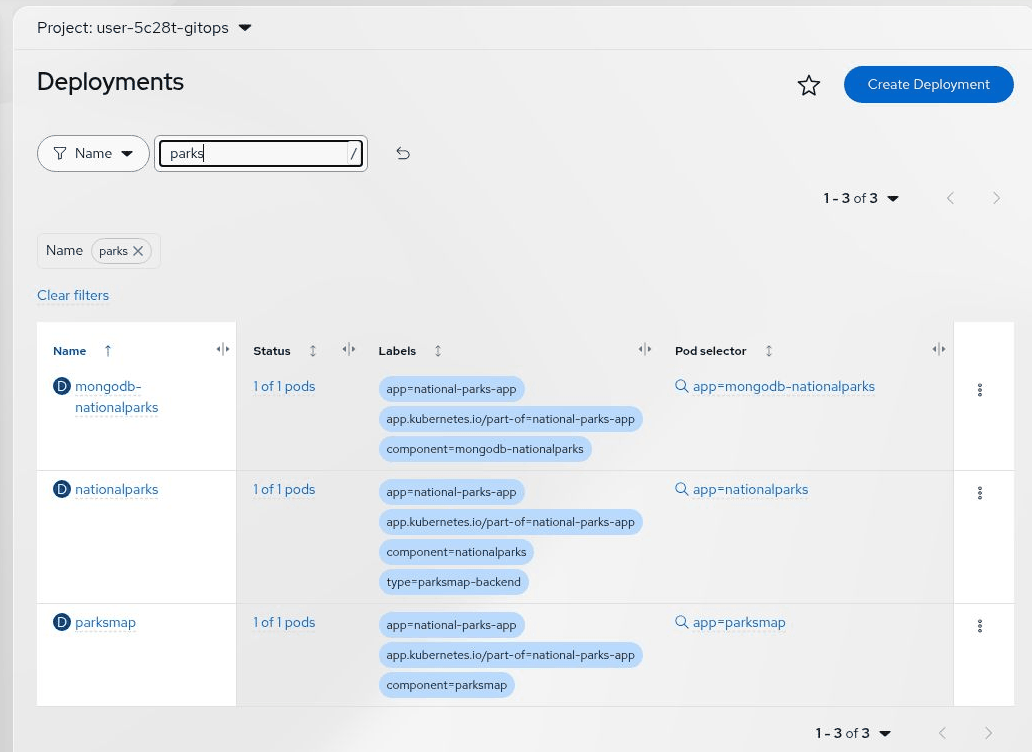 Project: user-5c28t-gitops
Deployments
Create Deployment
Name
parks
/
1 - 3 of 3
Name parks
Clear filters
Name Status Labels Pod selector
D mongodb-nationalparks 1 of 1 pods
app=national-parks-app
app.kubernetes.io/part-of=national-parks-app
component=mongodb-nationalparks
app=mongodb-nationalparks
D nationalparks 1 of 1 pods
app=national-parks-app
app.kubernetes.io/part-of=national-parks-app
component=nationalparks
type=parksmap-backend
app=nationalparks
D parksmap 1 of 1 pods
app=national-parks-app
app.kubernetes.io/part-of=national-parks-app
component=parksmap
app=parksmap
1 - 3 of 3